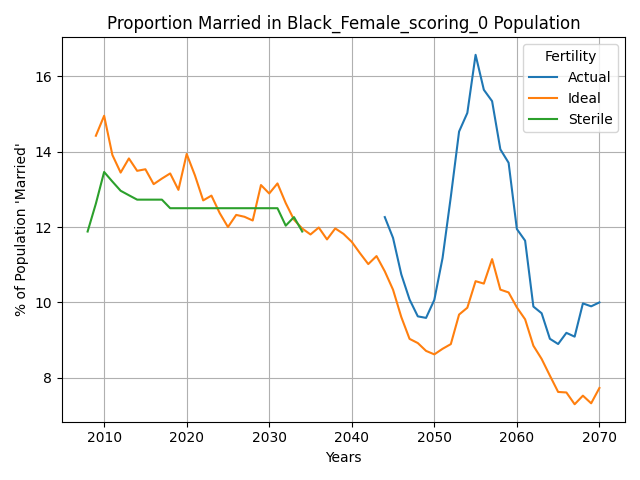 Proportion Married in Black_Female_scoring_0 Population
% of Population 'Married'
16
14
12
10
8
Fertility
Actual
Ideal
Sterile
2010 2020 2030 2040 2050 2060 2070
Years